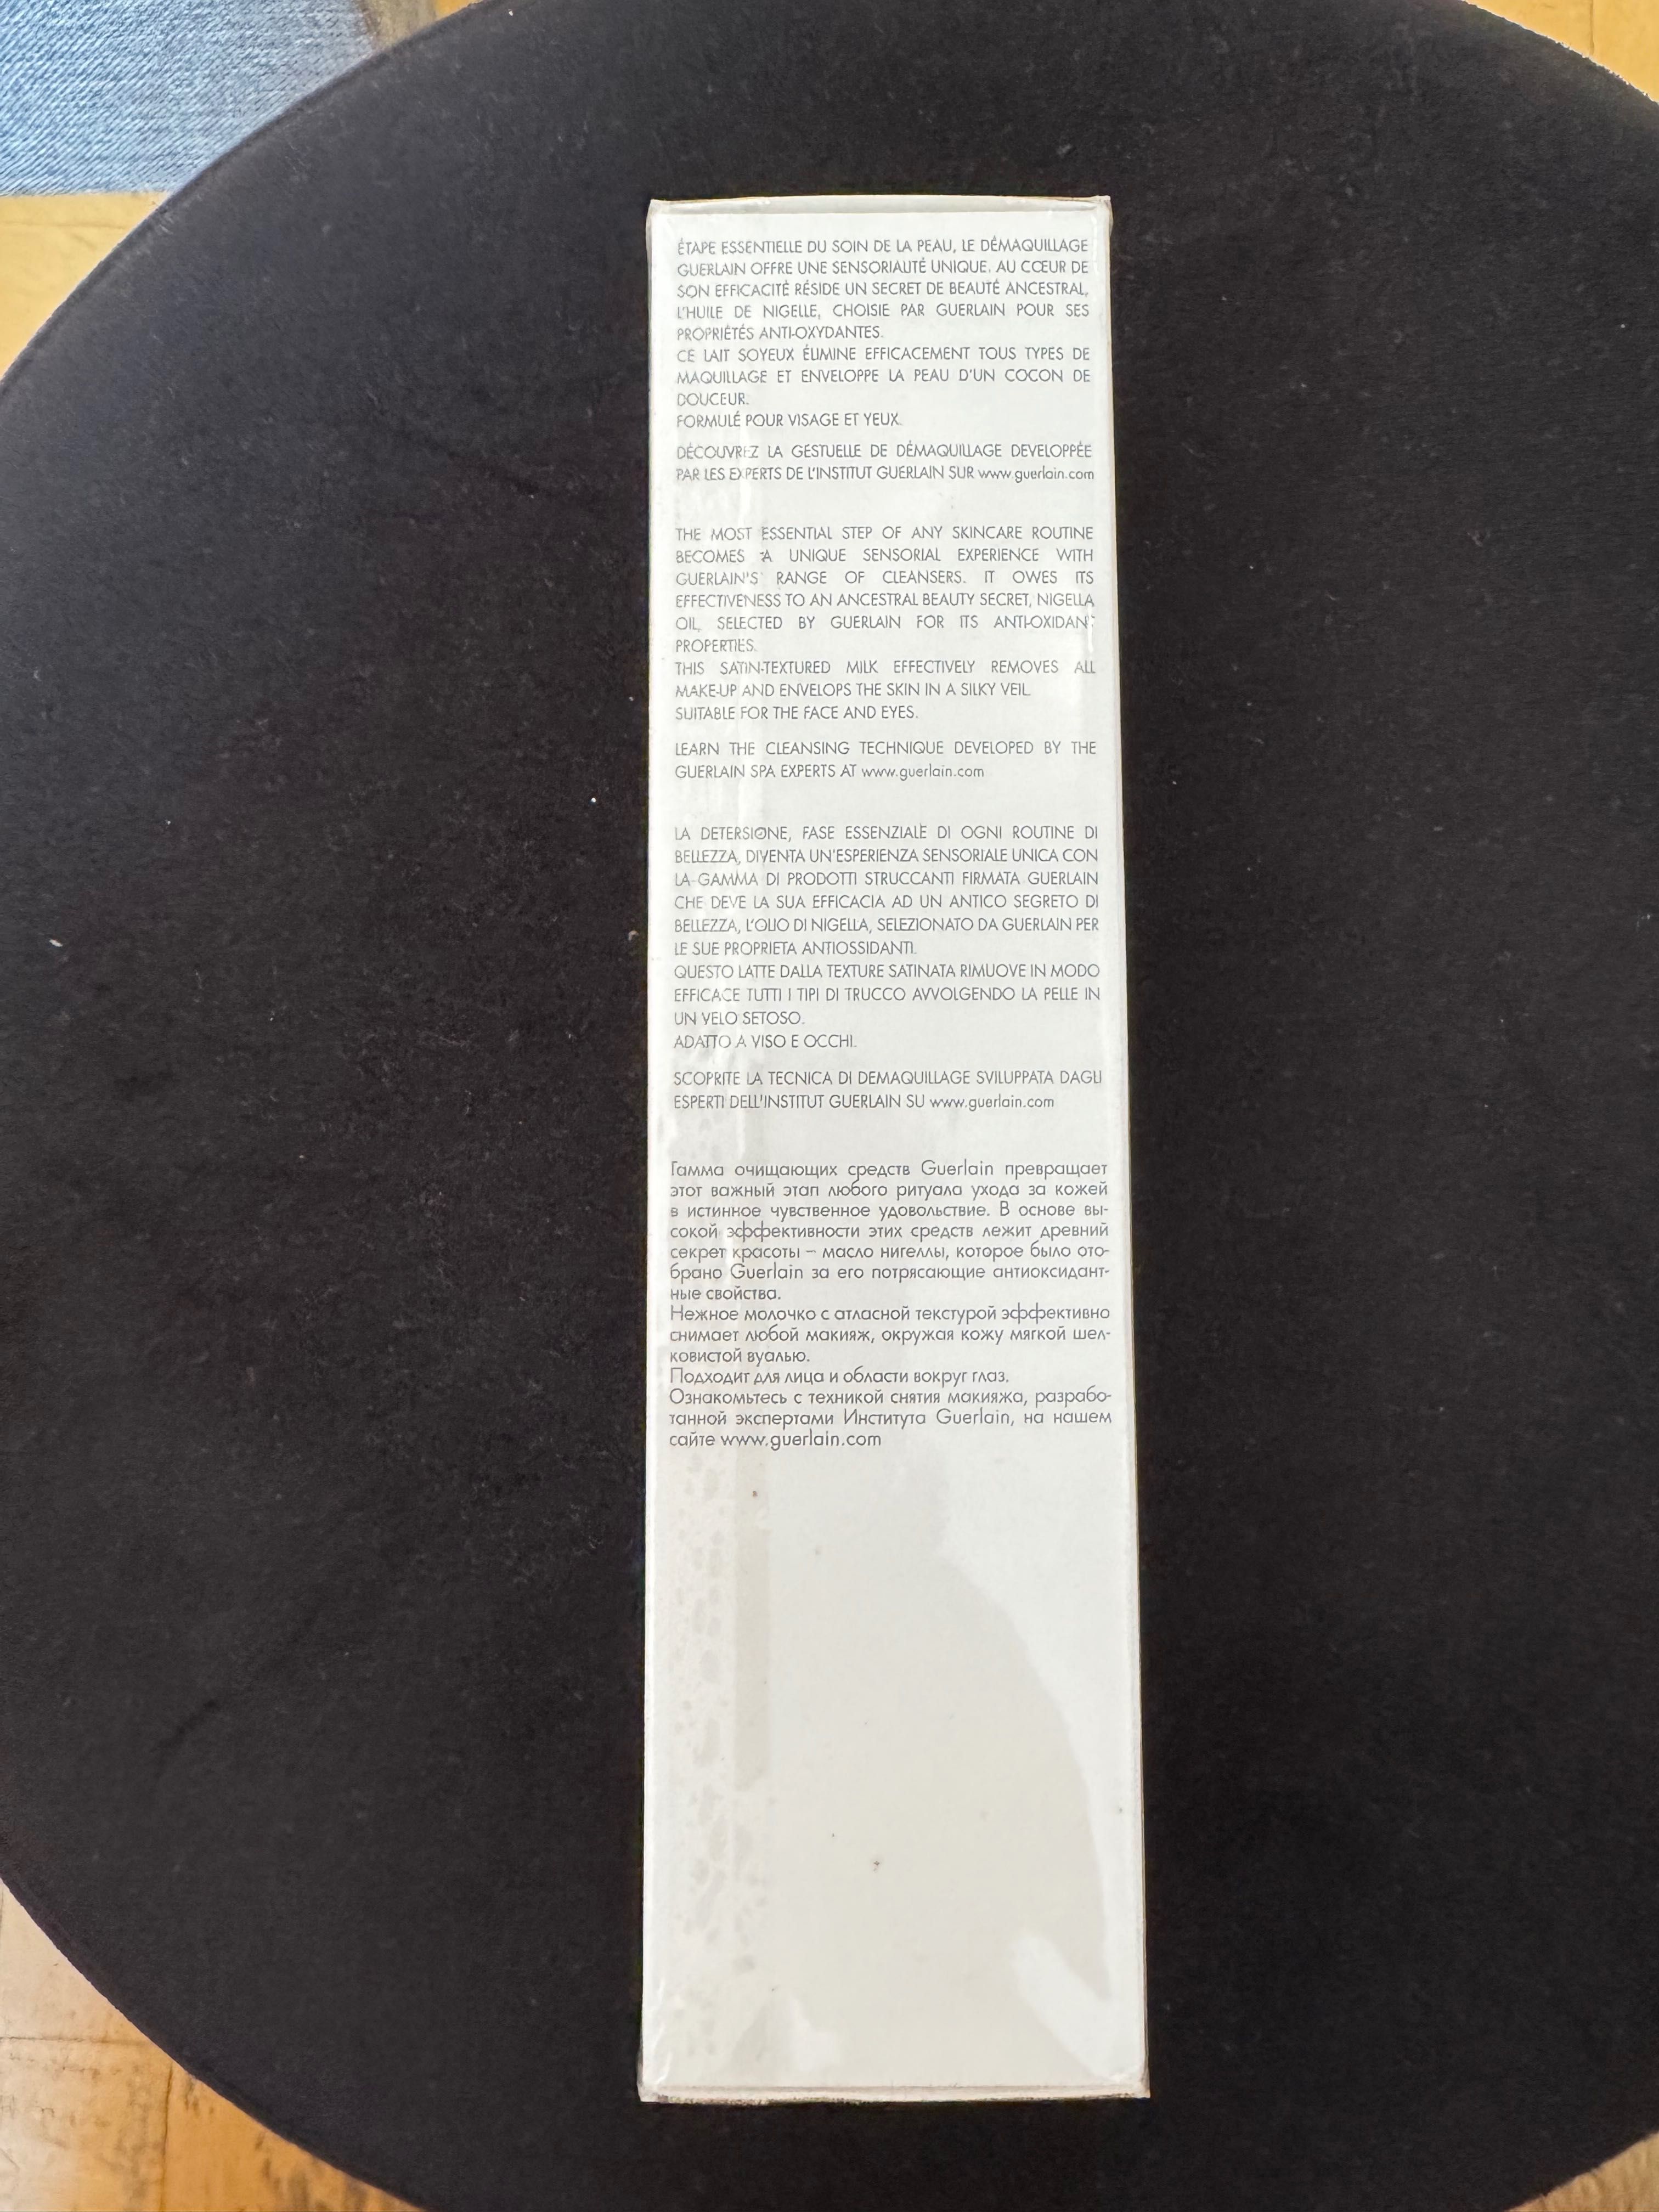 ÉTAPE ESSENTIELLE DU SOIN DE LA PEAU, LE DÉMAQUILLAGE
GUERLAIN OFFRE UNE SENSORIALITÉ UNIQUE. AU CŒUR DE
SON EFFICACITÉ RÉSIDE UN SECRET DE BEAUTÉ ANCESTRAL,
L'HUILE DE NIGELLE, CHOISIE PAR GUERLAIN POUR SES
PROPRIÉTÉS ANTI-OXYDANTES.
CE LAIT SOYEUX ÉLIMINE EFFICACEMENT TOUS TYPES DE
MAQUILLAGE ET ENVELOPPE LA PEAU D'UN COCON DE
DOUCEUR.
FORMULÉ POUR VISAGE ET YEUX.
DÉCOUVREZ LA GESTUELLE DE DÉMAQUILLAGE DEVELOPPÉE
PAR LES EXPERTS DE L'INSTITUT GUERLAIN SUR www.guerlain.com
THE MOST ESSENTIAL STEP OF ANY SKINCARE ROUTINE
BECOMES A UNIQUE SENSORIAL EXPERIENCE WITH
GUERLAIN'S RANGE OF CLEANSERS. IT OWES ITS
EFFECTIVENESS TO AN ANCESTRAL BEAUTY SECRET, NIGELLA
OIL, SELECTED BY GUERLAIN FOR ITS ANTI-OXIDANT
PROPERTIES.
THIS SATIN-TEXTURED MILK EFFECTIVELY REMOVES ALL
MAKE-UP AND ENVELOPS THE SKIN IN A SILKY VEIL.
SUITABLE FOR THE FACE AND EYES.
LEARN THE CLEANSING TECHNIQUE DEVELOPED BY THE
GUERLAIN SPA EXPERTS AT www.guerlain.com
LA DETERSIONE, FASE ESSENZIALE DI OGNI ROUTINE DI
BELLEZZA, DIVENTA UN'ESPERIENZA SENSORIALE UNICA CON
LA GAMMA DI PRODOTTI STRUCCANTI FIRMATA GUERLAIN
CHE DEVE LA SUA EFFICACIA AD UN ANTICO SEGRETO DI
BELLEZZA, L'OLIO DI NIGELLA, SELEZIONATO DA GUERLAIN PER
LE SUE PROPRIETA ANTIOSSIDANTI.
QUESTO LATTE DALLA TEXTURE SATINATA RIMUOVE IN MODO
EFFICACE TUTTI I TIPI DI TRUCCO AVVOLGENDO LA PELLE IN
UN VELO SETOSO.
ADATTO A VISO E OCCHI.
SCOPRITE LA TECNICA DI DEMAQUILLAGE SVILUPPATA DAGLI
ESPERTI DELL'INSTITUT GUERLAIN SU www.guerlain.com
Гамма очищающих средств Guerlain превращает
этот важный этап любого ритуала ухода за кожей
в истинное чувственное удовольствие. В основе вы-
сокой эффективности этих средств лежит древний
секрет красоты – масло нигеллы, которое было ото-
брано Guerlain за его потрясающие антиоксидант-
ные свойства.
Нежное молочко с атласной текстурой эффективно
снимает любой макияж, окружая кожу мягкой шел-
ковистой вуалью.
Подходит для лица и области вокруг глаз.
Ознакомьтесь с техникой снятия макияжа, разрабо-
танной экспертами Института Guerlain, на нашем
сайте www.guerlain.com